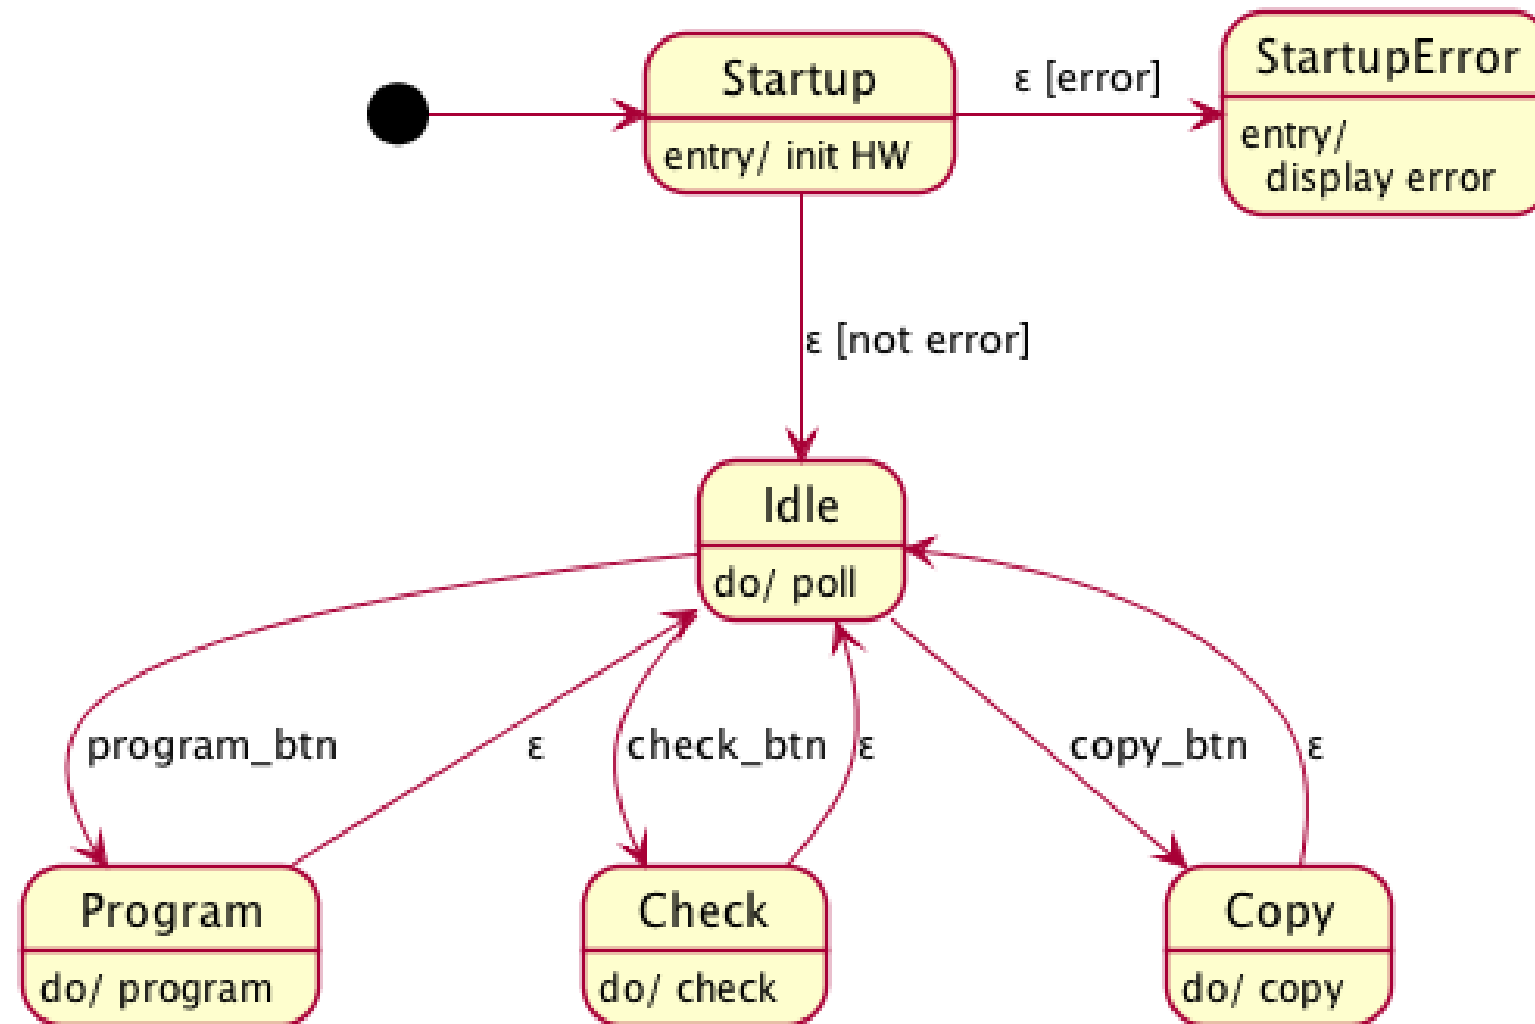 Startup
entry/ init HW
ε [error]
StartupError
entry/
display error
ε [not error]
Idle
do/ poll
program_btn
ε
check_btn
ε
copy_btn
ε
Program
do/ program
Check
do/ check
Copy
do/ copy